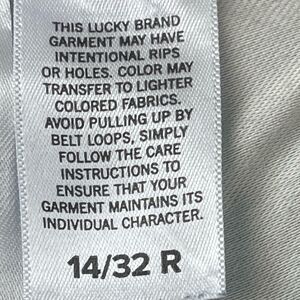 THIS LUCKY BRAND
GARMENT MAY HAVE
INTENTIONAL RIPS
OR HOLES. COLOR MAY
TRANSFER TO LIGHTER
COLORED FABRICS.
AVOID PULLING UP BY
BELT LOOPS, SIMPLY
FOLLOW THE CARE
INSTRUCTIONS TO
ENSURE THAT YOUR
GARMENT MAINTAINS ITS
INDIVIDUAL CHARACTER.
14/32 R